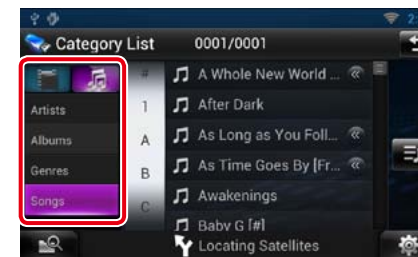 Category List 0001/0001
Artists
Albums
Genres
Songs
#
1
A
B
C
A Whole New World ...
After Dark
As Long as You Foll...
As Time Goes By [Fr...
Awakenings
Baby G [#]
Locating Satellites